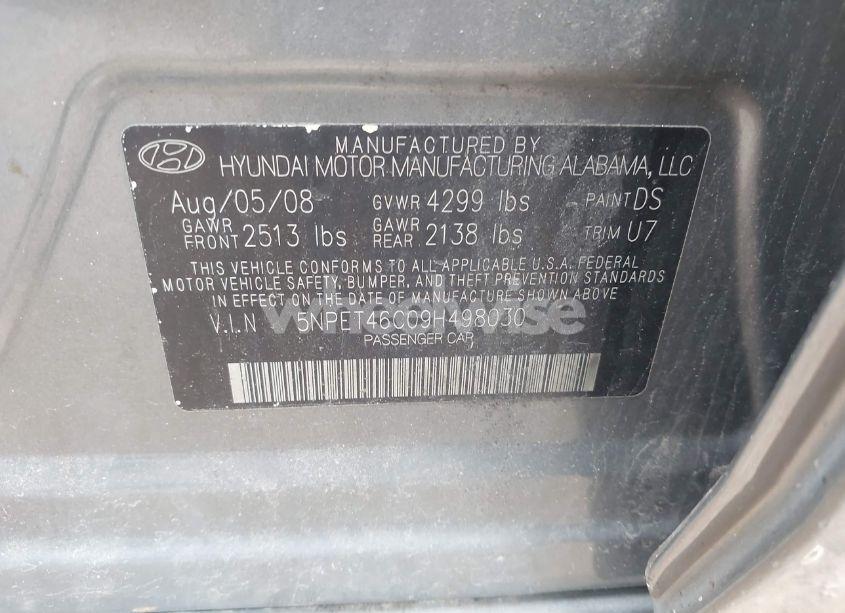 MANUFACTURED BY
HYUNDAI MOTOR MANUFACTURING ALABAMA, LLC
Aug/05/08 GVWR 4299 lbs PAINT DS
GAWR FRONT 2513 lbs GAWR REAR 2138 lbs TRIM U7
THIS VEHICLE CONFORMS TO ALL APPLICABLE U.S.A. FEDERAL
MOTOR VEHICLE SAFETY, BUMPER, AND THEFT PREVENTION STANDARDS
IN EFFECT ON THE DATE OF MANUFACTURE SHOWN ABOVE
V.I.N 5NPET46C09H498030
PASSENGER CAR